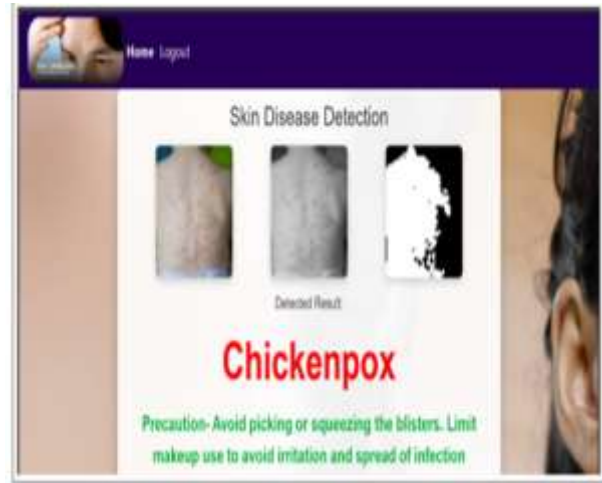 Home Logout
Skin Disease Detection
Detected Result
Chickenpox
Precaution- Avoid picking or squeezing the blisters. Limit
makeup use to avoid irritation and spread of infection